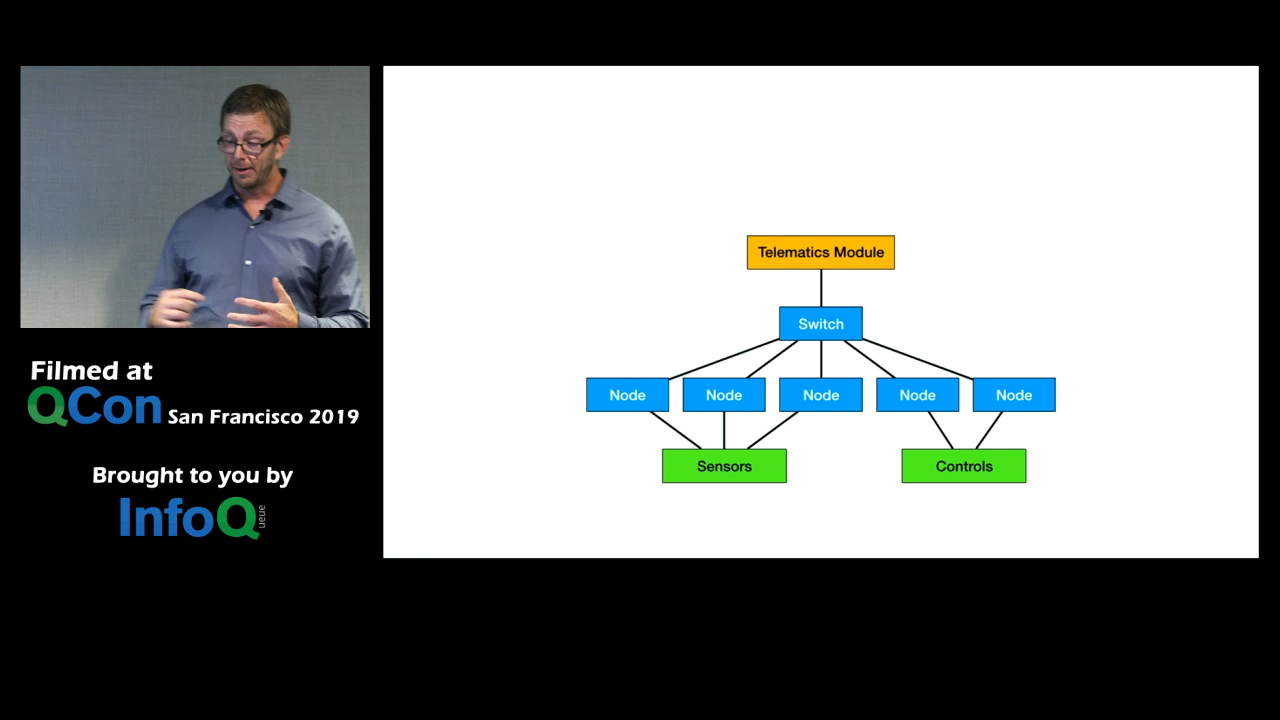 Filmed at
QCon San Francisco 2019
Brought to you by
InfoQ
ueue
Telematics Module
Switch
Node Node Node Node Node
Sensors Controls